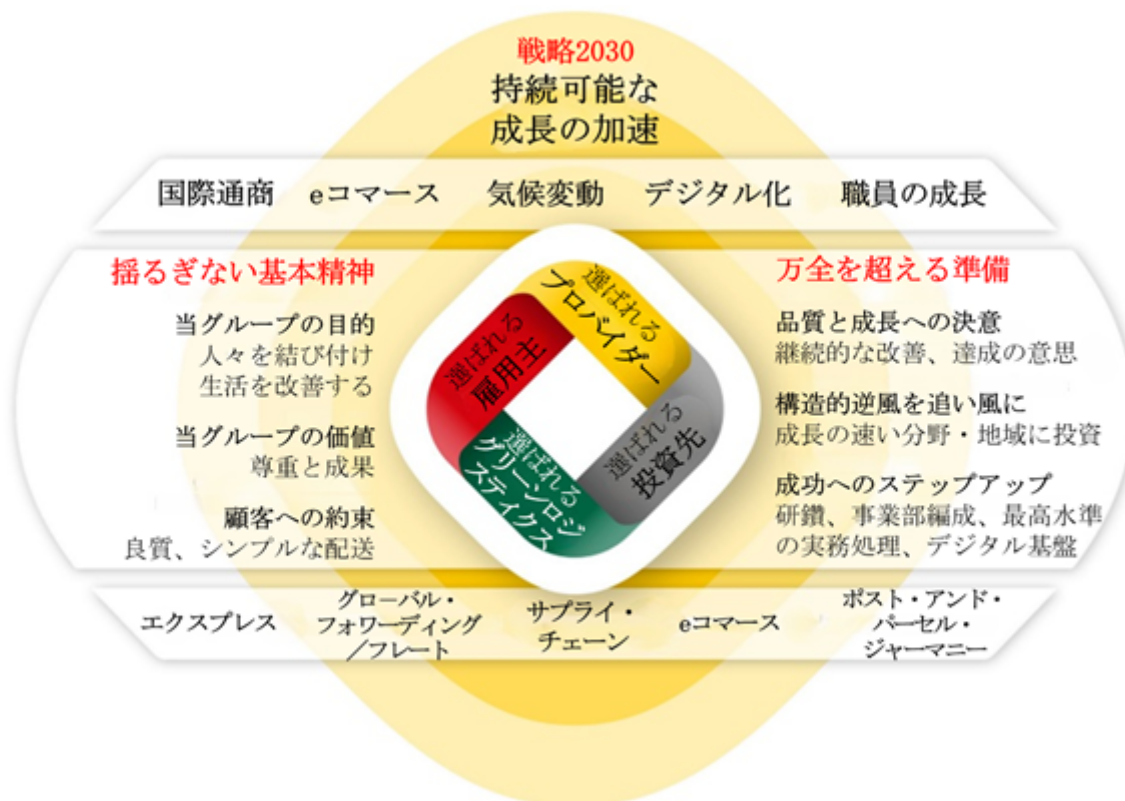 戦略2030
持続可能な
成長の加速
国際通商 eコマース 気候変動 デジタル化 職員の成長
揺るぎない基本精神
当グループの目的
人々を結び付け
生活を改善する
当グループの価値
尊重と成果
顧客への約束
良質、シンプルな配送
選ばれる
プロバイダー
選ばれる
雇用主
選ばれる
投資先
選ばれる
グリーンロジ
スティクス
万全を超える準備
品質と成長への決意
継続的な改善、達成の意思
構造的逆風を追い風に
成長の速い分野・地域に投資
成功へのステップアップ
研鑽、事業部編成、最高水準
の実務処理、デジタル基盤
エクスプレス
グローバル・
フォワーディング
／フレート
サプライ・
チェーン
eコマース
ポスト・アンド・
パーセル・
ジャーマニー